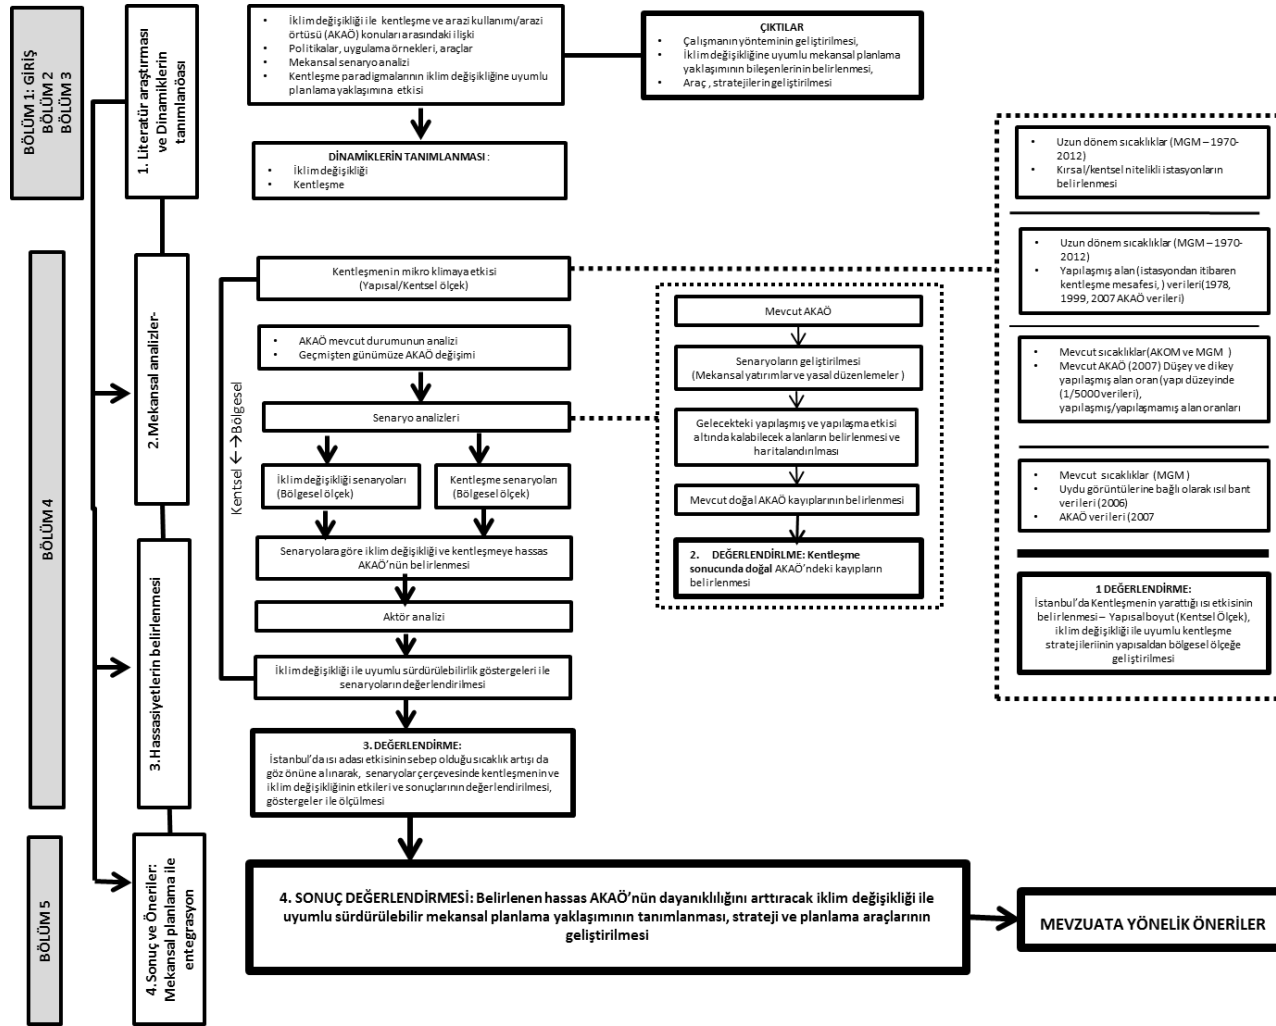 BÖLÜM 1: GİRİŞ
BÖLÜM 2
BÖLÜM 3
1. Literatür araştırması
ve Dinamiklerin
tanımlanöası
• İklim değişikliği ile kentleşme ve arazi kullanımı/arazi
örtüsü (AKAÖ) konuları arasındaki ilişki
• Politikalar, uygulama örnekleri, araçlar
• Mekansal senaryo analizi
• Kentleşme paradigmalarının iklim değişikliğine uyumlu
planlama yaklaşımına etkisi
ÇIKTILAR
• Çalışmanın yönteminin geliştirilmesi,
• İklim değişikliğine uyumlu mekansal planlama
yaklaşımının bileşenlerinin belirlenmesi,
• Araç , stratejilerin geliştirilmesi
DİNAMİKLERİN TANIMLANMASI :
• İklim değişikliği
• Kentleşme
BÖLÜM 4
2.Mekansal analizler-
3.Hassasiyetlerin belirlenmesi
Kentsel ←→Bölgesel
Kentleşmenin mikro klimaya etkisi
(Yapısal/Kentsel ölçek)
• AKAÖ mevcut durumunun analizi
• Geçmişten günümüze AKAÖ değişimi
Senaryo analizleri
İklim değişikliği senaryoları
(Bölgesel ölçek)
Kentleşme senaryoları
(Bölgesel ölçek)
Senaryolara göre iklim değişikliği ve kentleşmeye hassas
AKAÖ'nün belirlenmesi
Aktör analizi
İklim değişikliği ile uyumlu sürdürülebilirlik göstergeleri ile
senaryoların değerlendirilmesi
3. DEĞERLENDİRME:
İstanbul'da ısı adası etkisinin sebep olduğu sıcaklık artışı da
göz önüne alınarak, senaryolar çerçevesinde kentleşmenin ve
iklim değişikliğinin etkileri ve sonuçlarının değerlendirilmesi,
göstergeler ile ölçülmesi
Mevcut AKAÖ
Senaryoların geliştirilmesi
(Mekansal yatırımlar ve yasal düzenlemeler )
Gelecekteki yapılaşmış ve yapılaşma etkisi
altında kalabilecek alanların belirlenmesi ve
haritalandırılması
Mevcut doğal AKAÖ kayıplarının belirlenmesi
2. DEĞERLENDİRLME: Kentleşme
sonucunda doğal AKAÖ'ndeki kayıpların
belirlenmesi
• Uzun dönem sıcaklıklar (MGM – 1970-
2012)
• Kırsal/kentsel nitelikli istasyonların
belirlenmesi
• Uzun dönem sıcaklıklar (MGM – 1970-
2012)
• Yapılaşmış alan (istasyondan itibaren
kentleşme mesafesi, ) verileri(1978,
1999, 2007 AKAÖ verileri)
• Mevcut sıcaklıklar(AKOM ve MGM )
• Mevcut AKAÖ (2007) Düşey ve dikey
yapılaşmış alan oran (yapı düzeyinde
(1/5000 verileri),
yapılaşmış/yapılaşmamış alan oranları
• Mevcut sıcaklıklar (MGM )
• Uydu görüntülerine bağlı olarak ısıl bant
verileri (2006)
• AKAÖ verileri (2007
1 DEĞERLENDİRME:
İstanbul'da Kentleşmenin yarattığı ısı etkisinin
belirlenmesi – Yapısalboyut (Kentsel Ölçek),
iklim değişikliği ile uyumlu kentleşme
stratejileriinin yapısaldan bölgesel ölçeğe
geliştirilmesi
BÖLÜM 5
4.Sonuç ve Öneriler:
Mekansal planlama ile
entegrasyon
4. SONUÇ DEĞERLENDİRMESİ: Belirlenen hassas AKAÖ'nün dayanıklılığını arttıracak iklim değişikliği ile
uyumlu sürdürülebilir mekansal planlama yaklaşımının tanımlanması, strateji ve planlama araçlarının
geliştirilmesi
MEVZUATA YÖNELİK ÖNERİLER